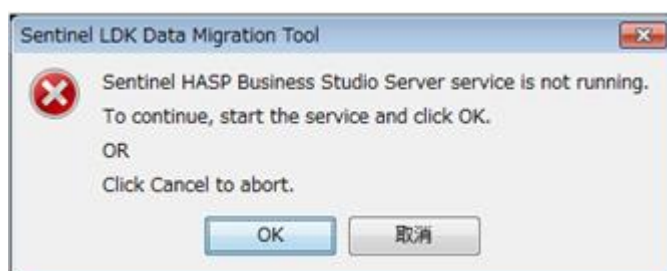 Sentinel LDK Data Migration Tool
Sentinel HASP Business Studio Server service is not running.
To continue, start the service and click OK.
OR
Click Cancel to abort.
OK
取消